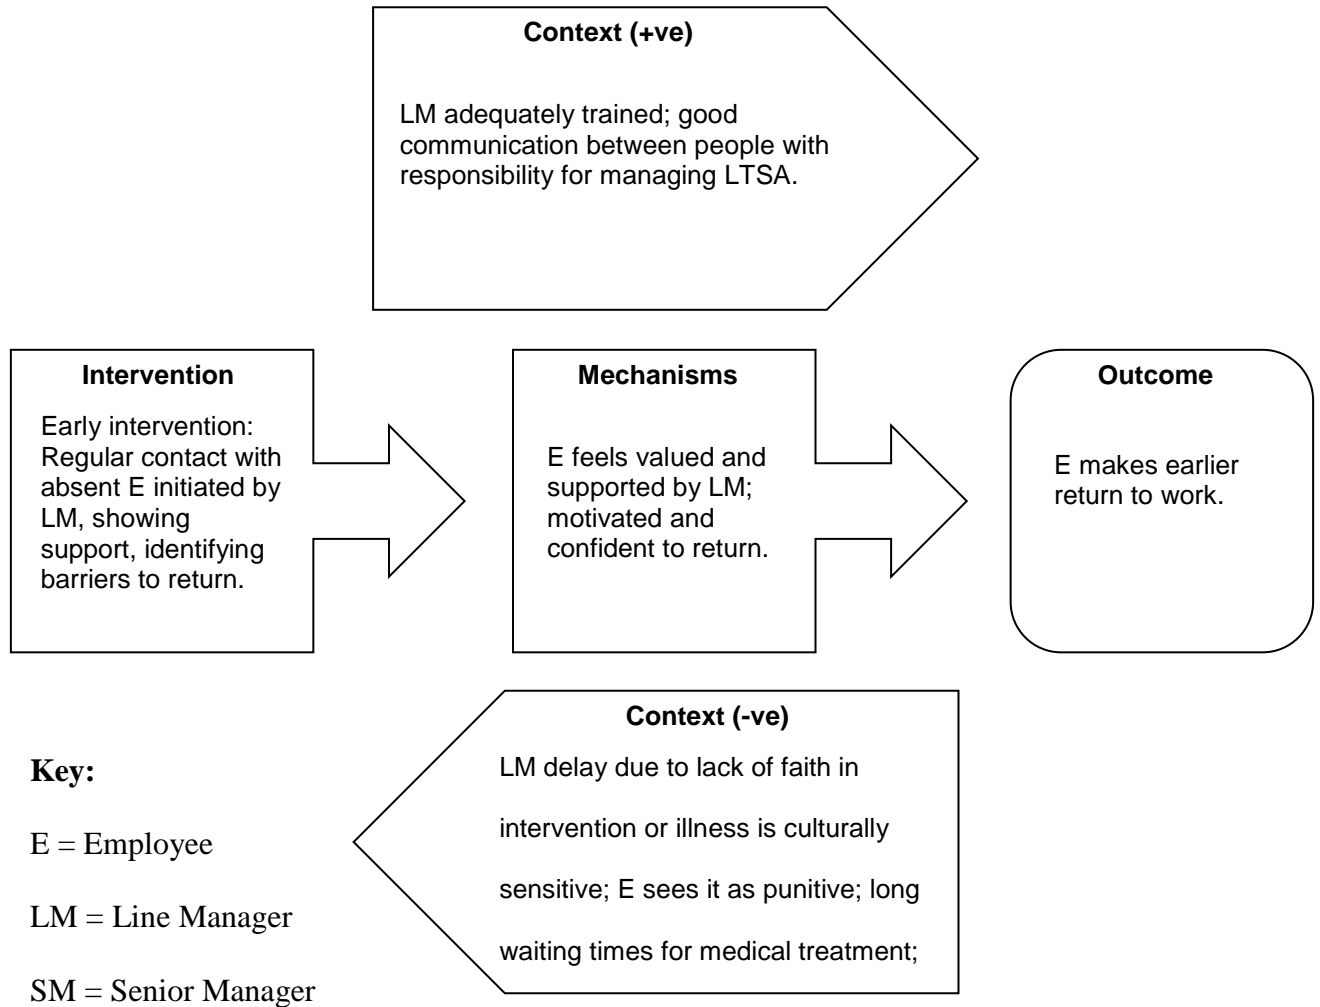 Context (+ve)
LM adequately trained; good
communication between people with
responsibility for managing LTSA.
Intervention
Early intervention:
Regular contact with
absent E initiated by
LM, showing
support, identifying
barriers to return.
Mechanisms
E feels valued and
supported by LM;
motivated and
confident to return.
Outcome
E makes earlier
return to work.
Context (-ve)
LM delay due to lack of faith in
intervention or illness is culturally
sensitive; E sees it as punitive; long
waiting times for medical treatment;
Key:
E = Employee
LM = Line Manager
SM = Senior Manager